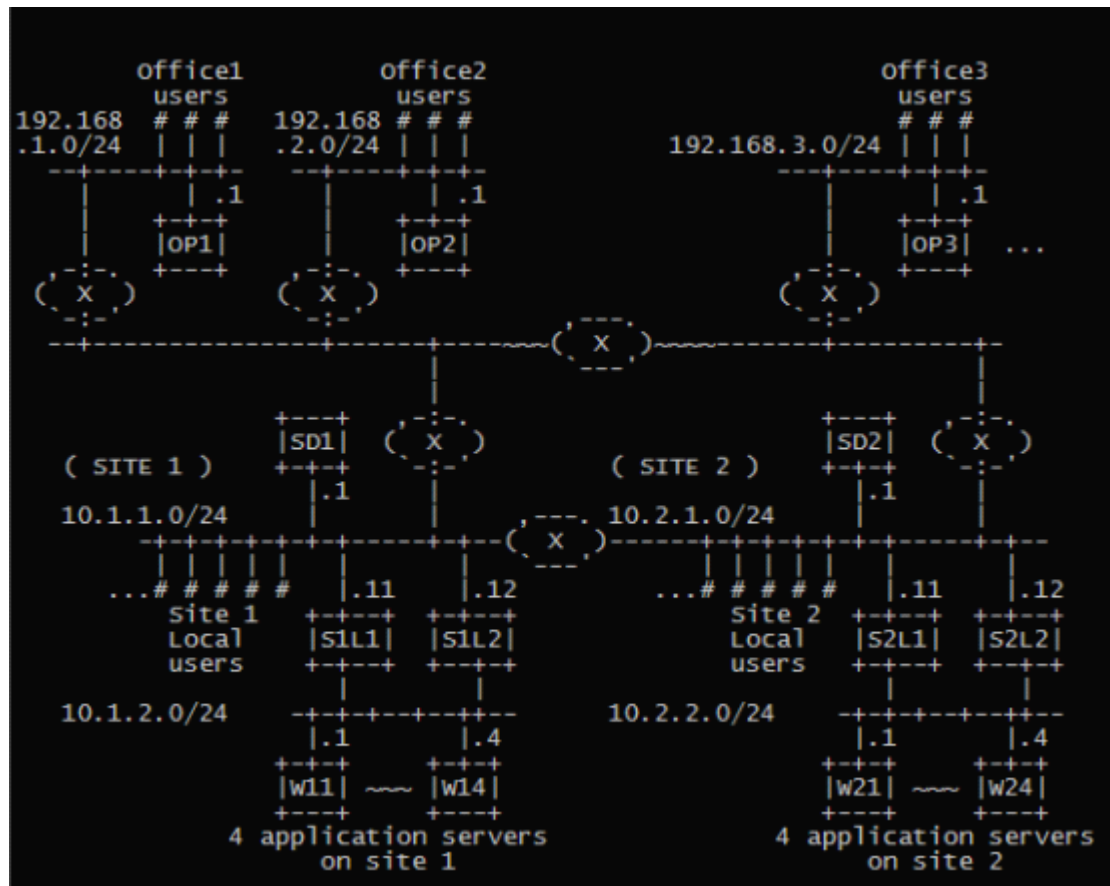 Office1 Office2 Office3
users users users
192.168 # # # 192.168 # # # # # #
.1.0/24 | | | .2.0/24 | | | 192.168.3.0/24 | | |
--+----+-+-+- --+----+-+-+- ---+----+-+-+-
| | .1 | | .1 | | .1
| +-+-+ | +-+-+ | +-+-+
| |OP1| | |OP2| | |OP3| ...
,-:-. +---+ ,-:-. +---+ ,-:-. +---+
( X ) ( X ) ( X )
`-:-' `-:-' ,---. `-:-'
--+---------------+------+----~~~( X )~~~~-------+---------+-
| `---' |
| |
+---+ ,-:-. +---+ ,-:-.
|SD1| ( X ) |SD2| ( X )
( SITE 1 ) +-+-+ `-:-' ( SITE 2 ) +-+-+ `-:-'
|.1 | |.1 |
10.1.1.0/24 | | ,---. 10.2.1.0/24 | |
-+-+-+-+-+-+-+-----+-+--( X )------+-+-+-+-+-+-+-----+-+--
| | | | | | | `---' | | | | | | |
...# # # # # |.11 |.12 ...# # # # # |.11 |.12
Site 1 +-+-+ +-+-+ Site 2 +-+-+ +-+-+
Local |S1L1| |S1L2| Local |S2L1| |S2L2|
users +-+--+ +--+-+ users +-+--+ +--+-+
| | | |
10.1.2.0/24 -+-+-+--+--++-- 10.2.2.0/24 -+-+-+--+--++--
|.1 |.4 |.1 |.4
+-+-+ +-+-+ +-+-+ +-+-+
|W11| ~~~ |W14| |W21| ~~~ |W24|
+---+ +---+ +---+ +---+
4 application servers 4 application servers
on site 1 on site 2